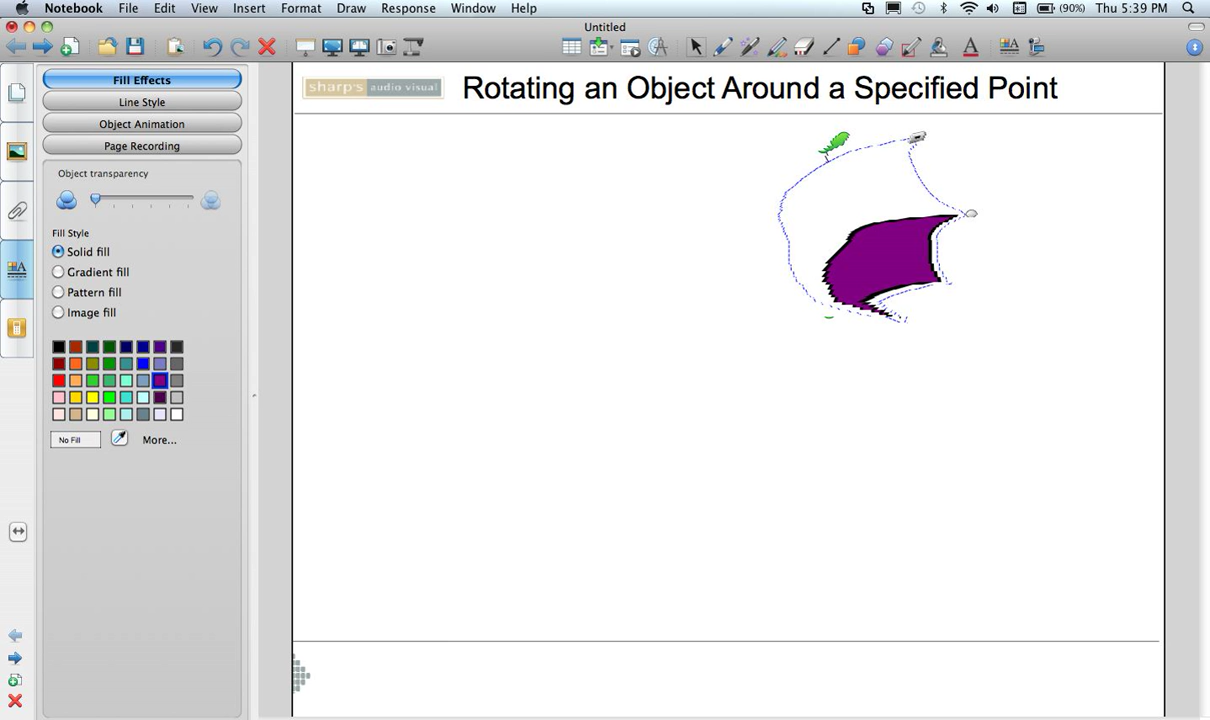 Notebook File Edit View Insert Format Draw Response Window Help (90%) Thu 5:39 PM
Untitled
Fill Effects
Line Style
Object Animation
Page Recording
Object transparency
Fill Style
Solid fill
Gradient fill
Pattern fill
Image fill
No Fill More...
sharp's audio visual Rotating an Object Around a Specified Point